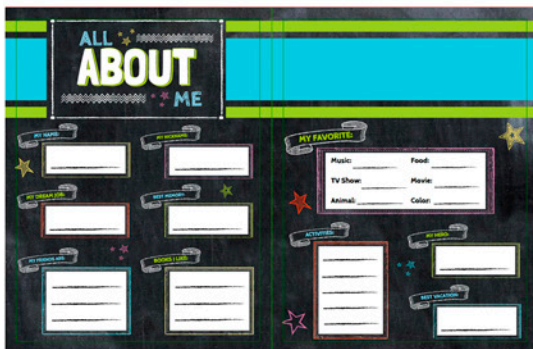 ALL
ABOUT
ME
MY NAME:
MY NICKNAME:
MY DREAM JOB:
BEST MEMORY:
MY FRIENDS ARE:
BOOKS I LIKE:
MY FAVORITE:
Music: Food:
TV Show: Movie:
Animal: Color:
ACTIVITIES:
MY HERO:
BEST VACATION: